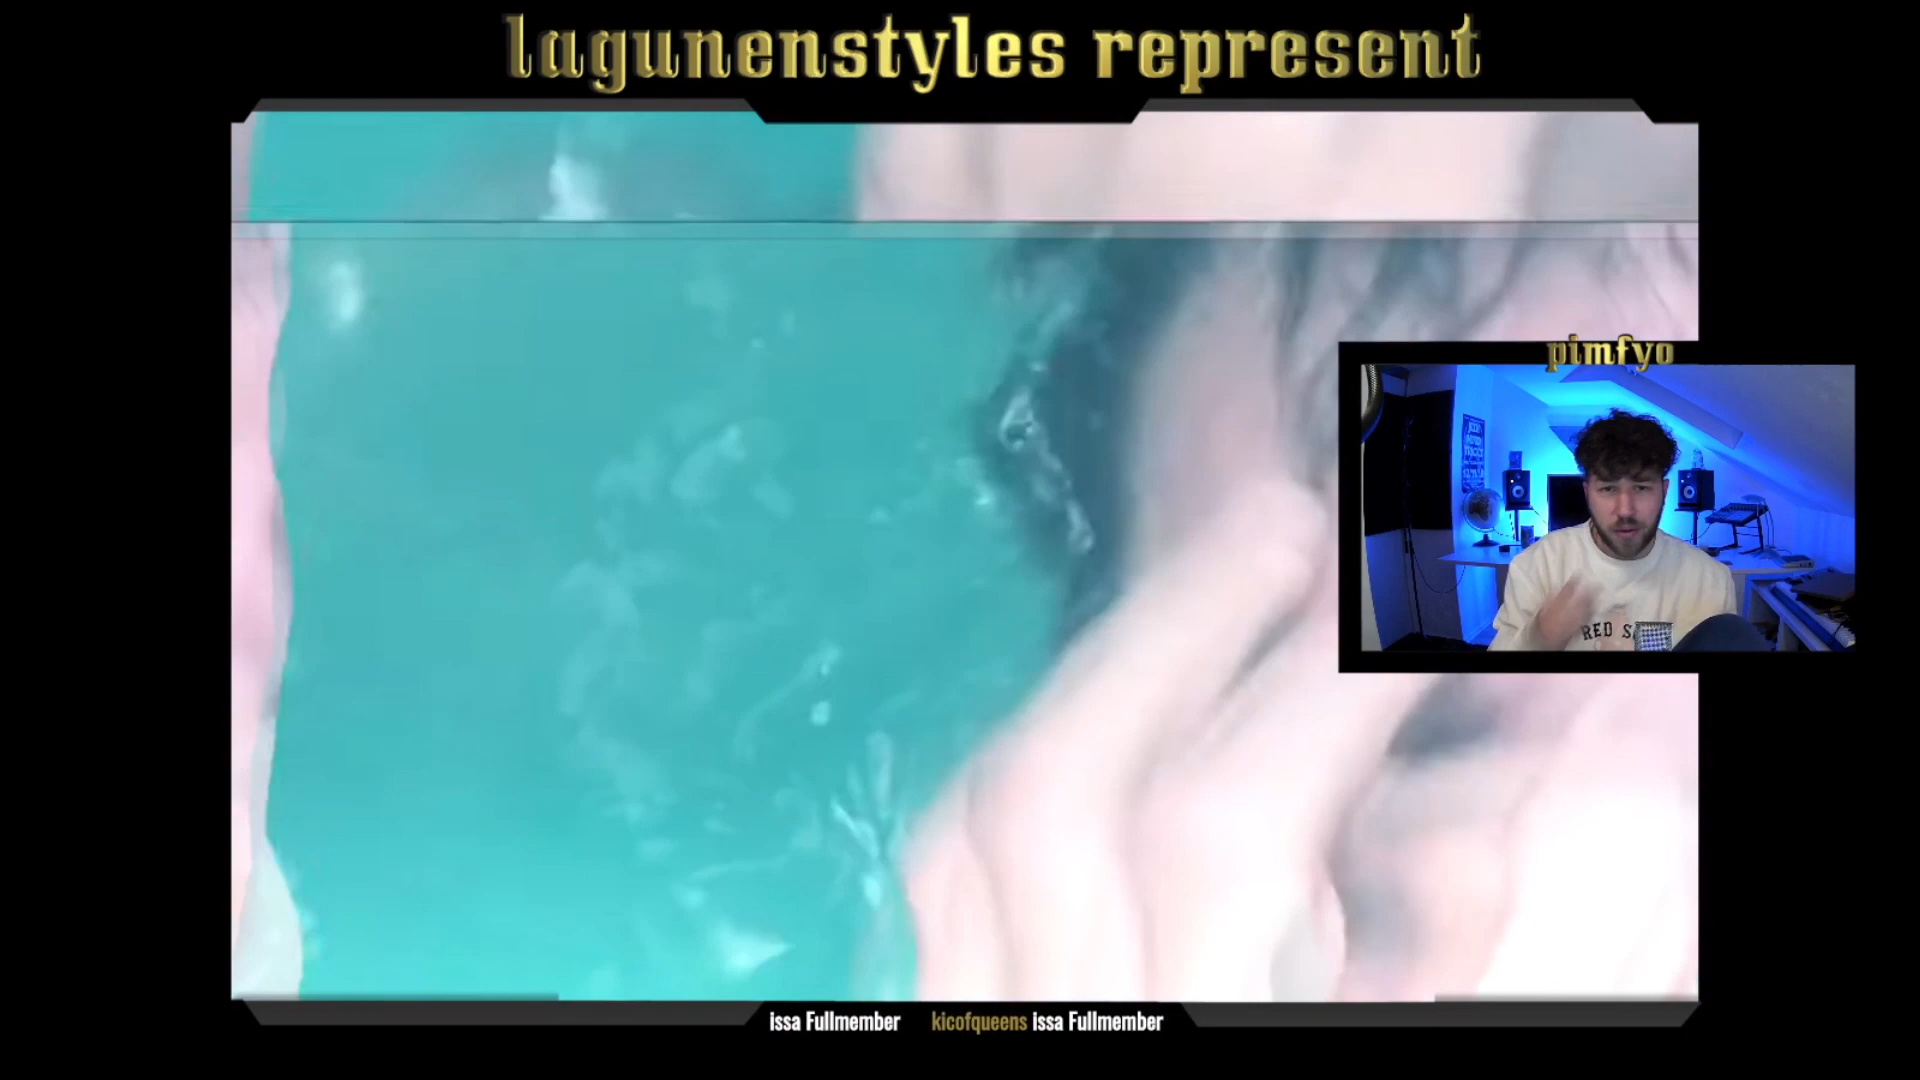 lagunenstyles represent
pimfyo
RED S
issa Fullmember kicofqueens issa Fullmember